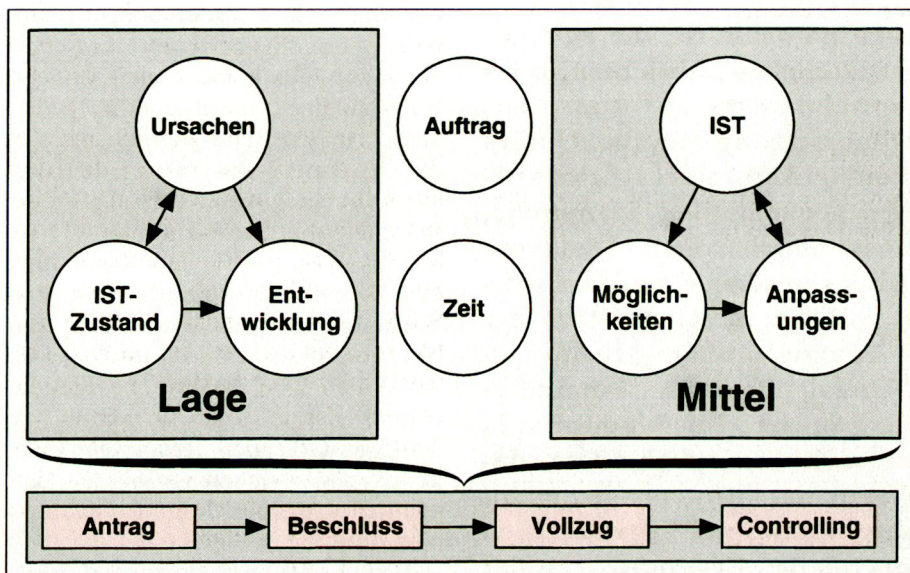 Ursachen
IST-
Zustand
Ent-
wicklung
Lage
Auftrag
Zeit
IST
Möglich-
keiten
Anpass-
ungen
Mittel
Antrag
Beschluss
Vollzug
Controlling